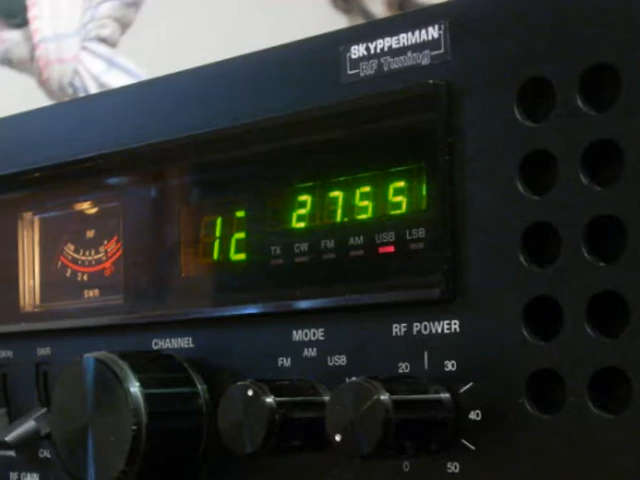 SKYPPERMAN
RF Tuning
27.55
TX CW FM AM USB LSB
RF
SWR
CHANNEL
MODE
FM AM USB
RF POWER
20 30
40
0 50
SWR
CAL
RF GAIN